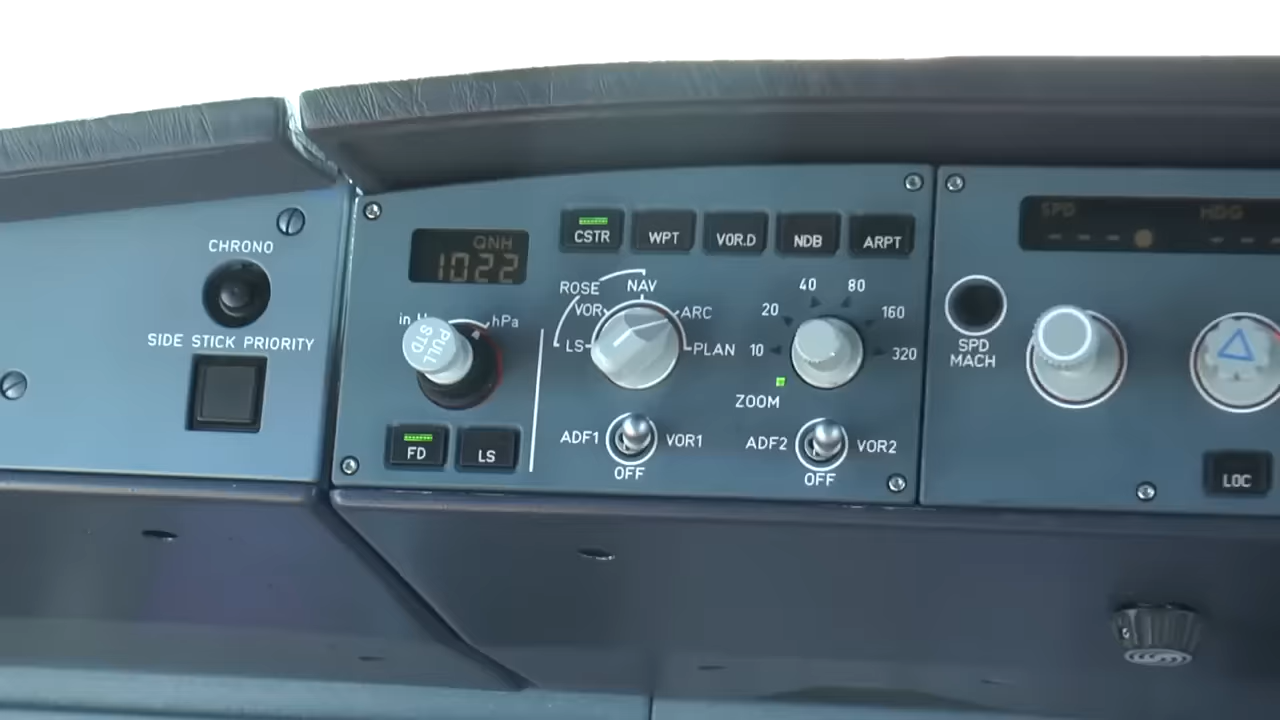 CHRONO
SIDE STICK PRIORITY
QNH
1022
hPa
PULL
STD
FD
LS
CSTR
WPT
VOR.D
NDB
ARPT
ROSE
NAV
VOR
ARC
LS
PLAN
10
20
40
80
160
320
ZOOM
ADF1
VOR1
OFF
ADF2
VOR2
OFF
SPD
HDG
SPD
MACH
LOC